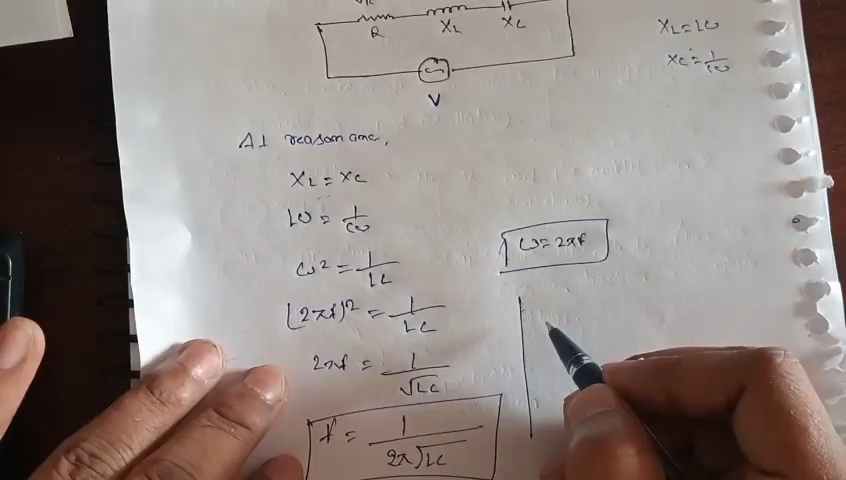 R XL XC
XL = Lω
XC = 1/Cω
V
At reasonance,
XL = XC
Lω = 1/Cω
ω² = 1/LC
ω = 2πf
(2πf)² = 1/LC
2πf = 1/√LC
f = 1/2π√LC